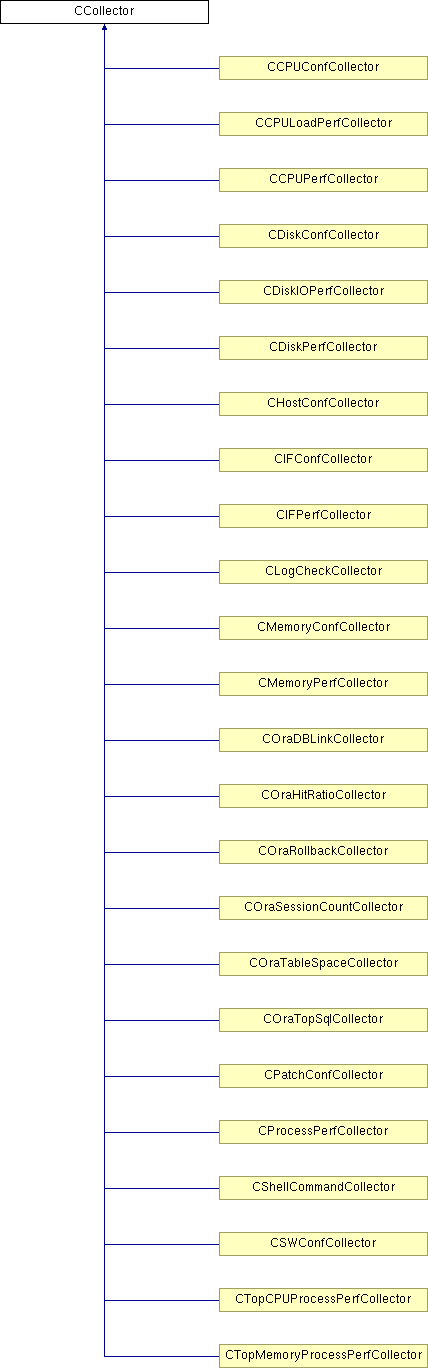 CCollector
CCPUConfCollector
CCPULoadPerfCollector
CCPUPerfCollector
CDiskConfCollector
CDiskIOPerfCollector
CDiskPerfCollector
CHostConfCollector
CIFConfCollector
CIFPerfCollector
CLogCheckCollector
CMemoryConfCollector
CMemoryPerfCollector
COraDBLinkCollector
COraHitRatioCollector
COraRollbackCollector
COraSessionCountCollector
COraTableSpaceCollector
COraTopSqlCollector
CPatchConfCollector
CProcessPerfCollector
CShellCommandCollector
CSWConfCollector
CTopCPUProcessPerfCollector
CTopMemoryProcessPerfCollector